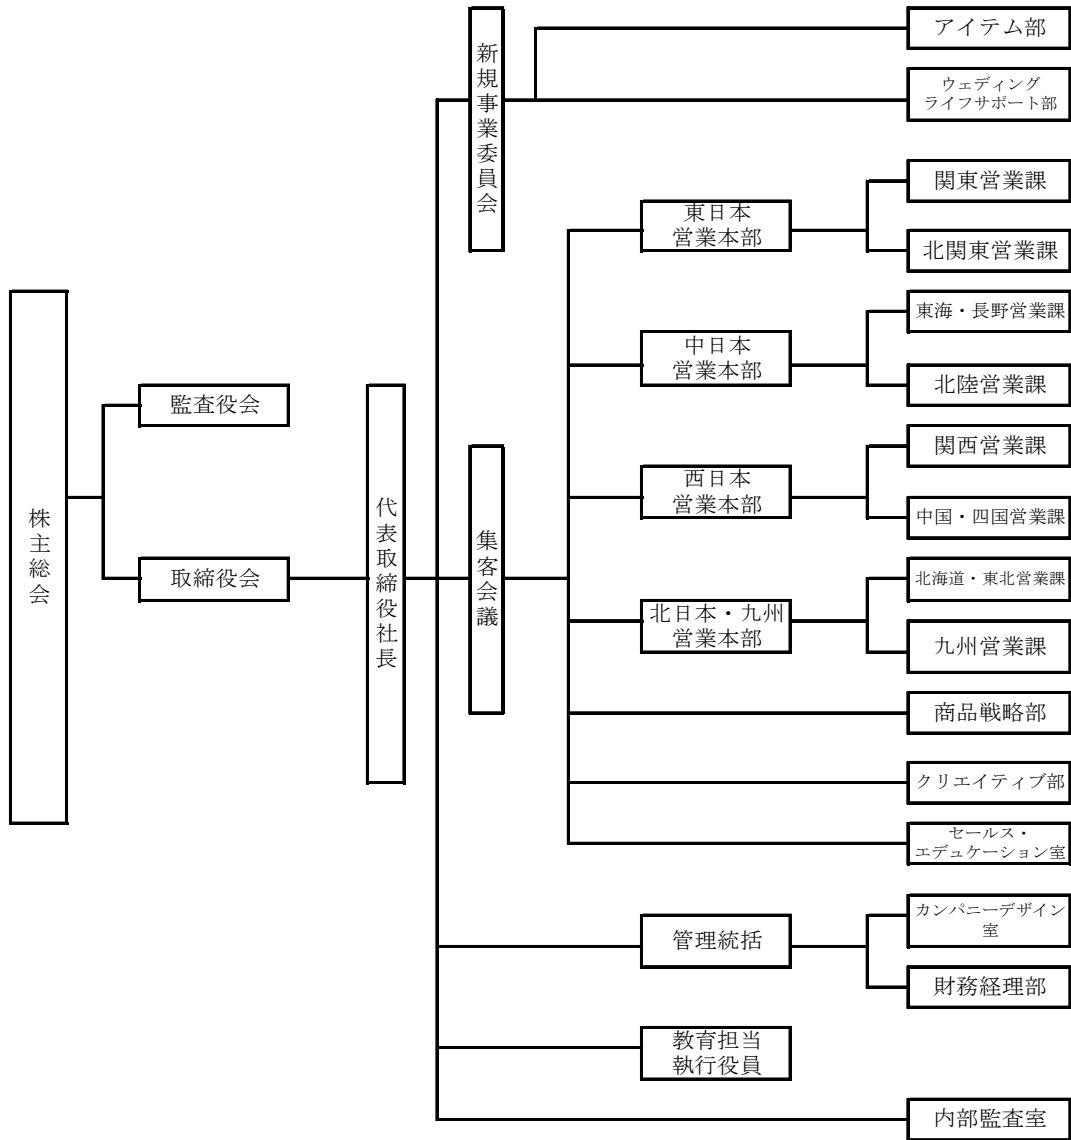 株主総会
監査役会
取締役会
代表取締役社長
新規事業委員会
集客会議
東日本
営業本部
中日本
営業本部
西日本
営業本部
北日本・九州
営業本部
管理統括
教育担当
執行役員
アイテム部
ウェディング
ライフサポート部
関東営業課
北関東営業課
東海・長野営業課
北陸営業課
関西営業課
中国・四国営業課
北海道・東北営業課
九州営業課
商品戦略部
クリエイティブ部
セールス・
エデュケーション室
カンパニーデザイン
室
財務経理部
内部監査室